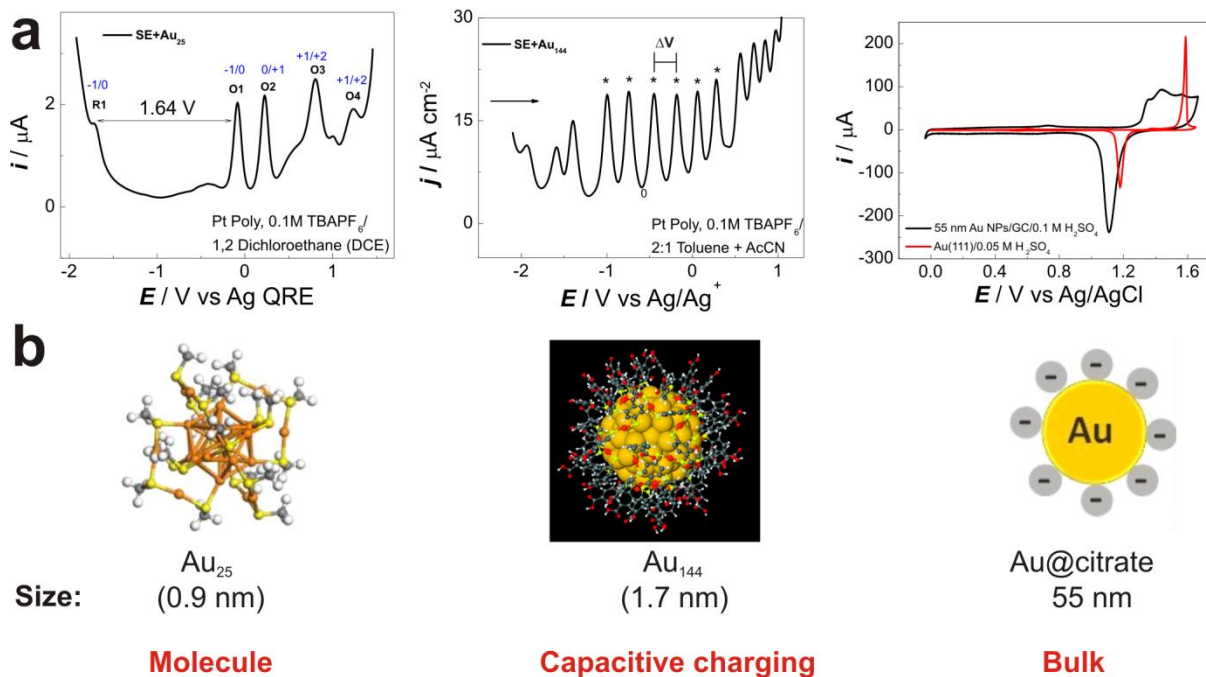 a
SE+Au₂₅
-1/0
R1
1.64 V
-1/0
O1
0/+1
O2
+1/+2
O3
+1/+2
O4
i / μA
2
0
Pt Poly, 0.1M TBAPF₆/
1,2 Dichloroethane (DCE)
-2 -1 0 1
E / V vs Ag QRE
SE+Au₁₄₄
ΔV
* * * * * *
j / μA cm⁻²
30
15
0
0
Pt Poly, 0.1M TBAPF₆/
2:1 Toluene + AcCN
-2 -1 0 1
E / V vs Ag/Ag⁺
i / μA
200
100
0
-100
-200
-300
55 nm Au NPs/GC/0.1 M H₂SO₄
Au(111)/0.05 M H₂SO₄
0.0 0.4 0.8 1.2 1.6
E / V vs Ag/AgCl
b
Au
- - - - - - - -
Au₂₅ Au₁₄₄ Au@citrate
Size: (0.9 nm) (1.7 nm) 55 nm
Molecule Capacitive charging Bulk